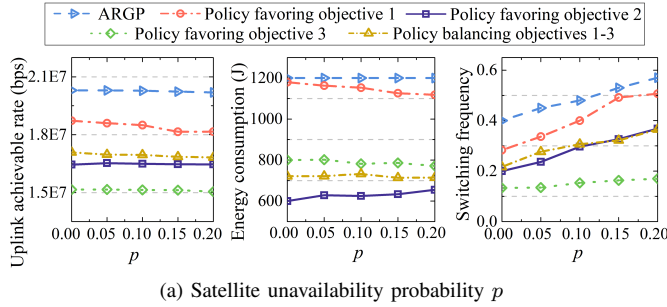 ARGP Policy favoring objective 1 Policy favoring objective 2
Policy favoring objective 3 Policy balancing objectives 1-3
Uplink achievable rate (bps)
2.1E7
1.8E7
1.5E7
0.00 0.05 0.10 0.15 0.20
p
Energy consumption (J)
1200
1000
800
600
0.00 0.05 0.10 0.15 0.20
p
Switching frequency
0.6
0.4
0.2
0.0
0.00 0.05 0.10 0.15 0.20
p
(a) Satellite unavailability probability p